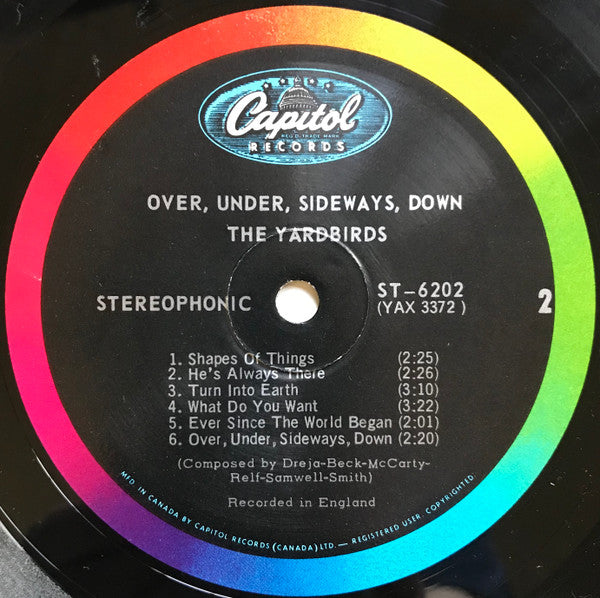 Capitol
REG'D. TRADE MARK
RECORDS
OVER, UNDER, SIDEWAYS, DOWN
THE YARDBIRDS
STEREOPHONIC
ST-6202
(YAX 3372 )
2
1. Shapes Of Things (2:25)
2. He's Always There (2:26)
3. Turn Into Earth (3:10)
4. What Do You Want (3:22)
5. Ever Since The World Began (2:01)
6. Over, Under, Sideways, Down (2:20)
(Composed by Dreja-Beck-McCarty-
Relf-Samwell-Smith)
Recorded in England
MFD. IN CANADA BY CAPITOL RECORDS (CANADA) LTD. — REGISTERED USER. COPYRIGHTED.